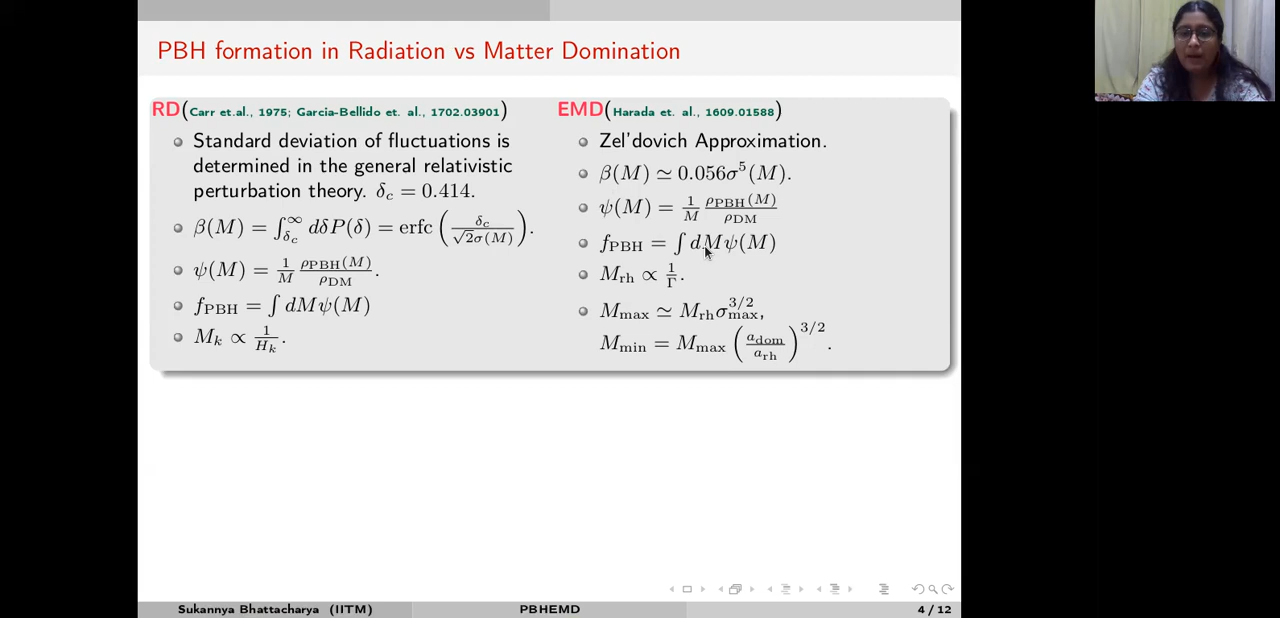 PBH formation in Radiation vs Matter Domination
RD(Carr et.al., 1975; Garcia-Bellido et. al., 1702.03901)
Standard deviation of fluctuations is
determined in the general relativistic
perturbation theory. δc = 0.414.
β(M) = ∫_{δc}^{∞} dδP(δ) = erfc(δc/(√2σ(M))).
ψ(M) = (1/M) (ρPBH(M)/ρDM).
fPBH = ∫ dMψ(M)
Mk ∝ 1/Hk.
EMD(Harada et. al., 1609.01588)
Zel'dovich Approximation.
β(M) ≃ 0.056σ⁵(M).
ψ(M) = (1/M) (ρPBH(M)/ρDM)
fPBH = ∫ dMψ(M)
Mrh ∝ 1/Γ.
Mmax ≃ Mrhσmax^{3/2},
Mmin = Mmax (adom/arh)^{3/2}.
Sukannya Bhattacharya (IITM) PBHEMD 4 / 12